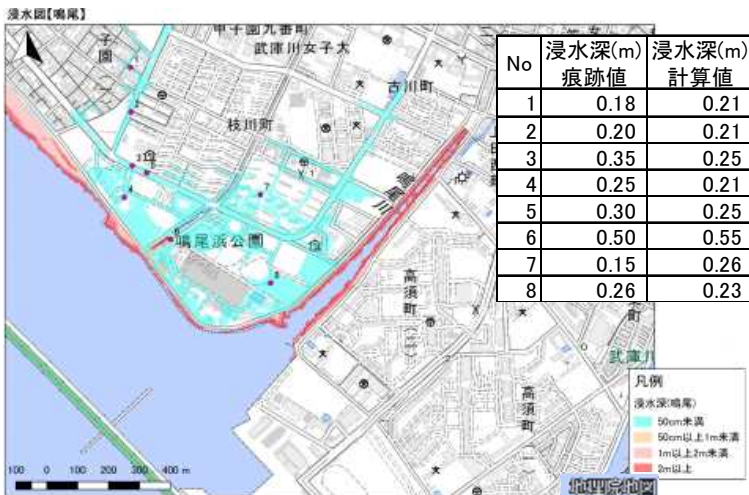 浸水図【鳴尾】
甲子園九番町
武庫川女子大
子園
古川町
枝川町
鳴尾川
鳴尾浜公園
高須町(二)
高須町(一)
武庫川
No 浸水深(m) 痕跡値 浸水深(m) 計算値
1 0.18 0.21
2 0.20 0.21
3 0.35 0.25
4 0.25 0.21
5 0.30 0.25
6 0.50 0.55
7 0.15 0.26
8 0.26 0.23
凡例
浸水深(鳴尾)
50cm未満
50cm以上1m未満
1m以上2m未満
2m以上
100 0 100 200 300 400 m